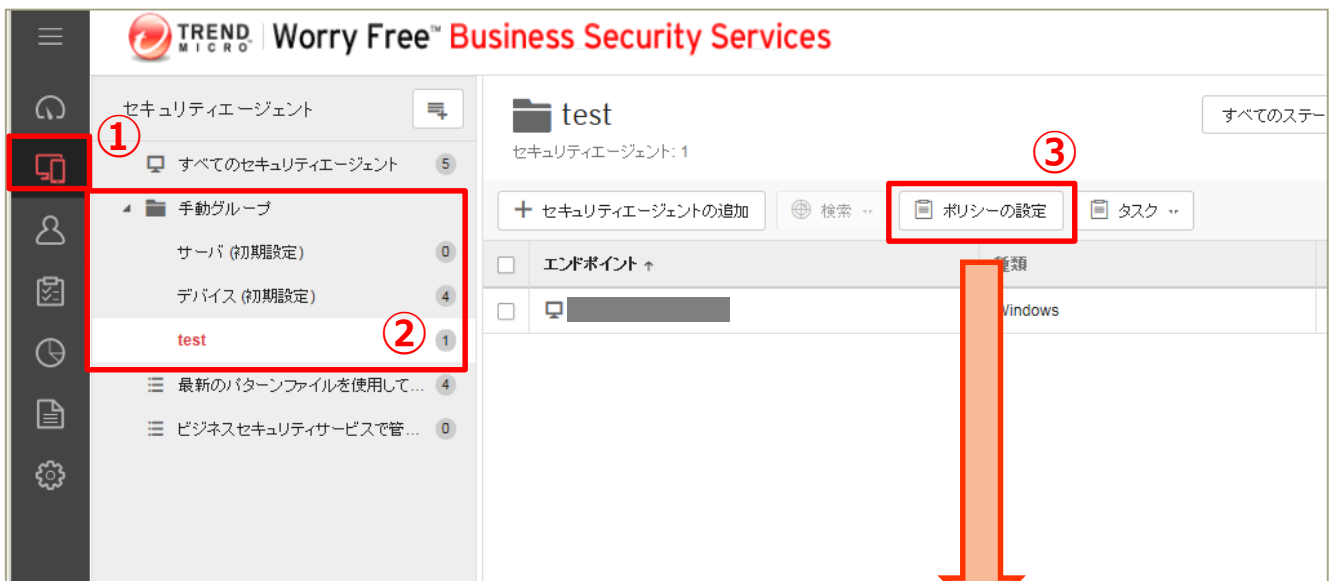 TREND MICRO Worry Free™ Business Security Services
セキュリティエージェント
①
すべてのセキュリティエージェント 5
手動グループ
サーバ (初期設定) 0
デバイス (初期設定) 4
test ② 1
最新のパターンファイルを使用して... 4
ビジネスセキュリティサービスで管... 0
test
すべてのステー
セキュリティエージェント: 1
③
+ セキュリティエージェントの追加 検索 ポリシーの設定 タスク
エンドポイント ↑ 種類
Windows